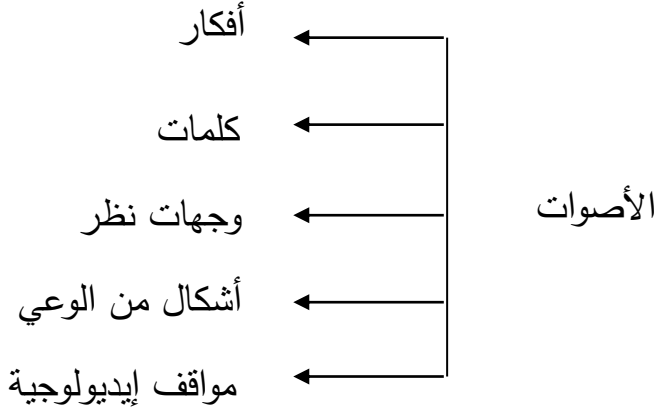 أفكار
كلمات
الأصوات
وجهات نظر
أشكال من الوعي
مواقف إيديولوجية